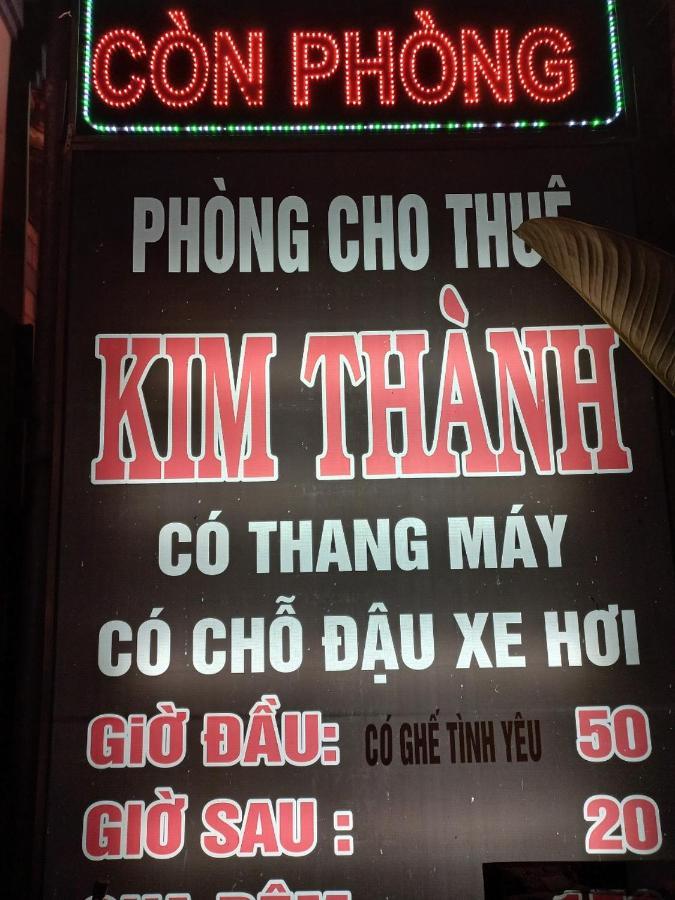 CÒN PHÒNG
PHÒNG CHO THUÊ
KIM THÀNH
CÓ THANG MÁY
CÓ CHỖ ĐẬU XE HƠI
GIỜ ĐẦU: CÓ GHẾ TÌNH YÊU 50
GIỜ SAU : 20